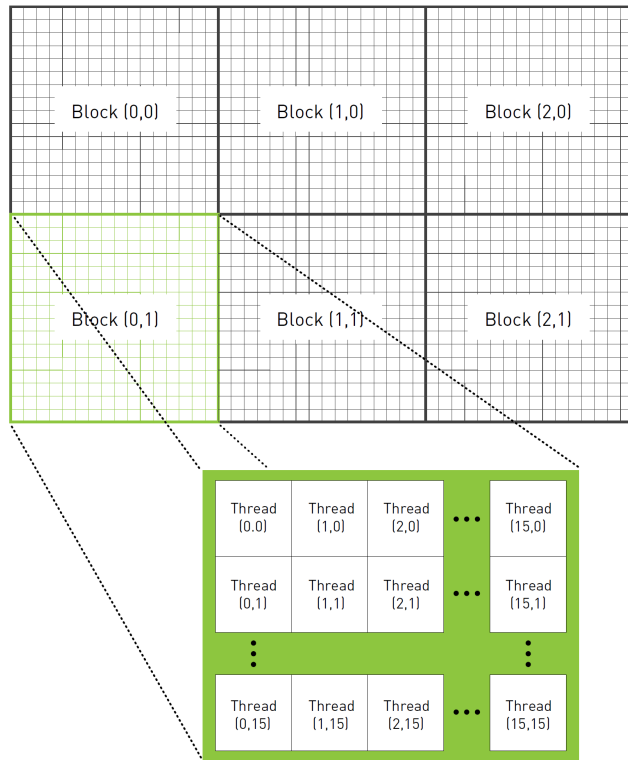 Block (0,0)
Block (1,0)
Block (2,0)
Block (0,1)
Block (1,1)
Block (2,1)
Thread
(0.0)
Thread
(1,0)
Thread
(2,0)
•••
Thread
(15,0)
Thread
(0,1)
Thread
(1,1)
Thread
(2,1)
•••
Thread
(15,1)
Thread
(0,15)
Thread
(1,15)
Thread
(2,15)
•••
Thread
(15,15)